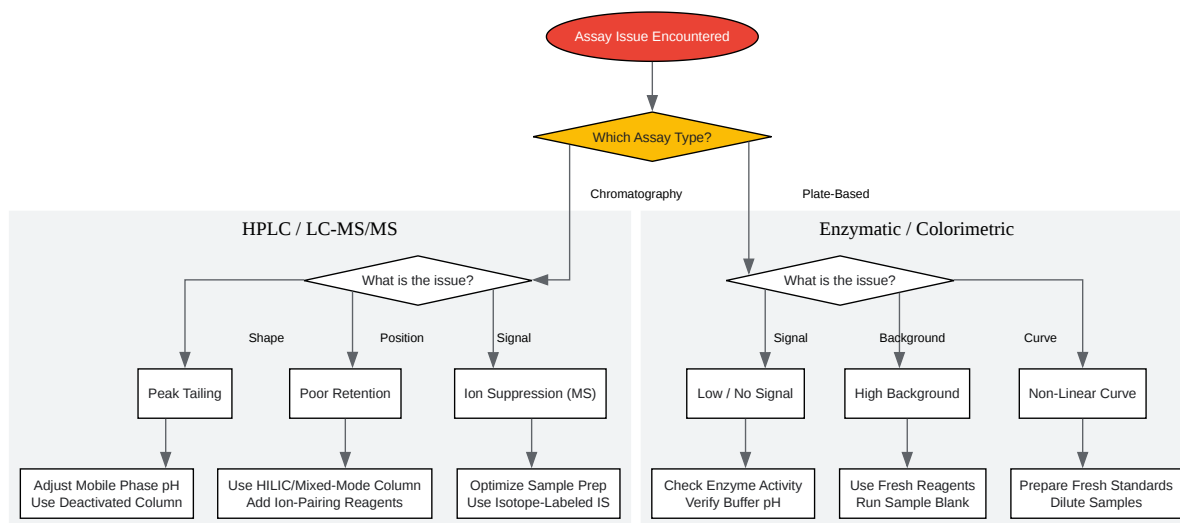 Assay Issue Encountered
Which Assay Type?
Chromatography
Plate-Based
HPLC / LC-MS/MS
Enzymatic / Colorimetric
What is the issue?
What is the issue?
Shape
Position
Signal
Signal
Background
Curve
Peak Tailing
Poor Retention
Ion Suppression (MS)
Low / No Signal
High Background
Non-Linear Curve
Adjust Mobile Phase pH
Use Deactivated Column
Use HILIC/Mixed-Mode Column
Add Ion-Pairing Reagents
Optimize Sample Prep
Use Isotope-Labeled IS
Check Enzyme Activity
Verify Buffer pH
Use Fresh Reagents
Run Sample Blank
Prepare Fresh Standards
Dilute Samples